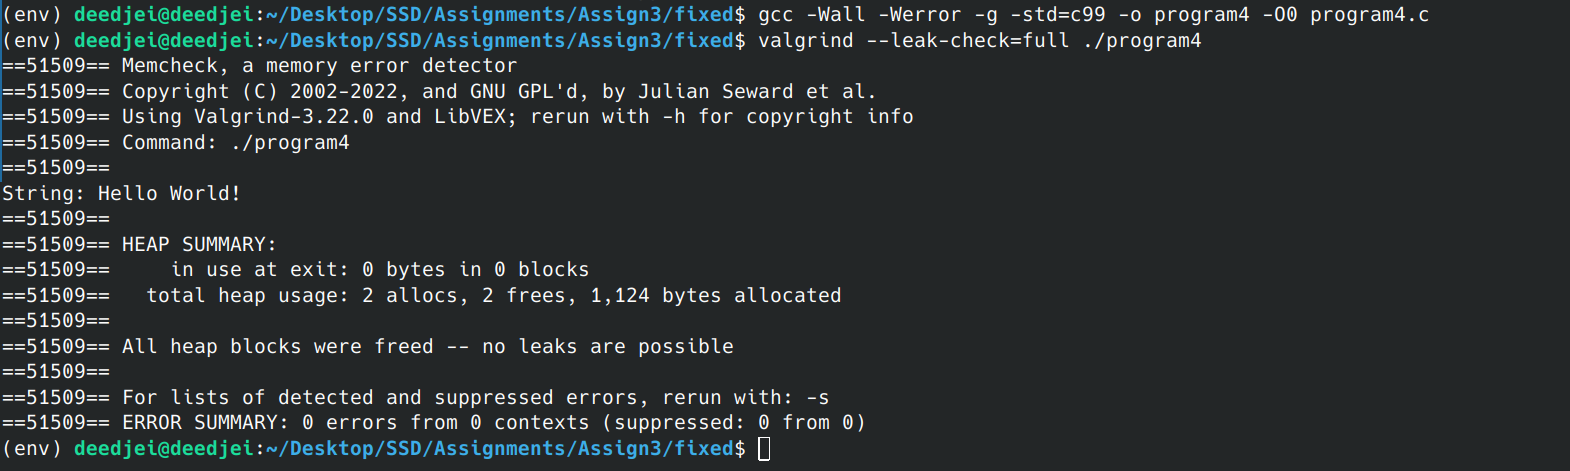 (env) deedjei@deedjei:~/Desktop/SSD/Assignments/Assign3/fixed$ gcc -Wall -Werror -g -std=c99 -o program4 -O0 program4.c
(env) deedjei@deedjei:~/Desktop/SSD/Assignments/Assign3/fixed$ valgrind --leak-check=full ./program4
==51509== Memcheck, a memory error detector
==51509== Copyright (C) 2002-2022, and GNU GPL'd, by Julian Seward et al.
==51509== Using Valgrind-3.22.0 and LibVEX; rerun with -h for copyright info
==51509== Command: ./program4
==51509==
String: Hello World!
==51509==
==51509== HEAP SUMMARY:
==51509==     in use at exit: 0 bytes in 0 blocks
==51509==   total heap usage: 2 allocs, 2 frees, 1,124 bytes allocated
==51509==
==51509== All heap blocks were freed -- no leaks are possible
==51509==
==51509== For lists of detected and suppressed errors, rerun with: -s
==51509== ERROR SUMMARY: 0 errors from 0 contexts (suppressed: 0 from 0)
(env) deedjei@deedjei:~/Desktop/SSD/Assignments/Assign3/fixed$